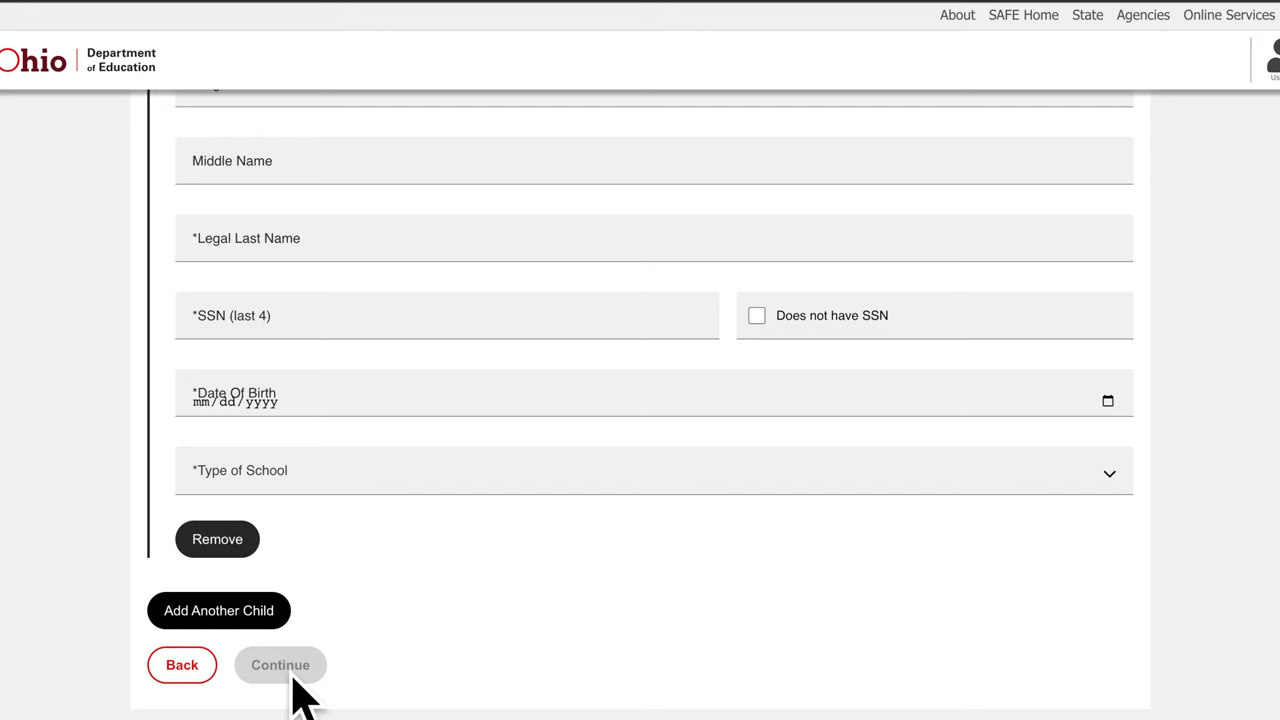 About SAFE Home State Agencies Online Services
Ohio Department of Education
Middle Name
*Legal Last Name
*SSN (last 4)
Does not have SSN
*Date Of Birth
mm/dd/yyyy
*Type of School
Remove
Add Another Child
Back
Continue